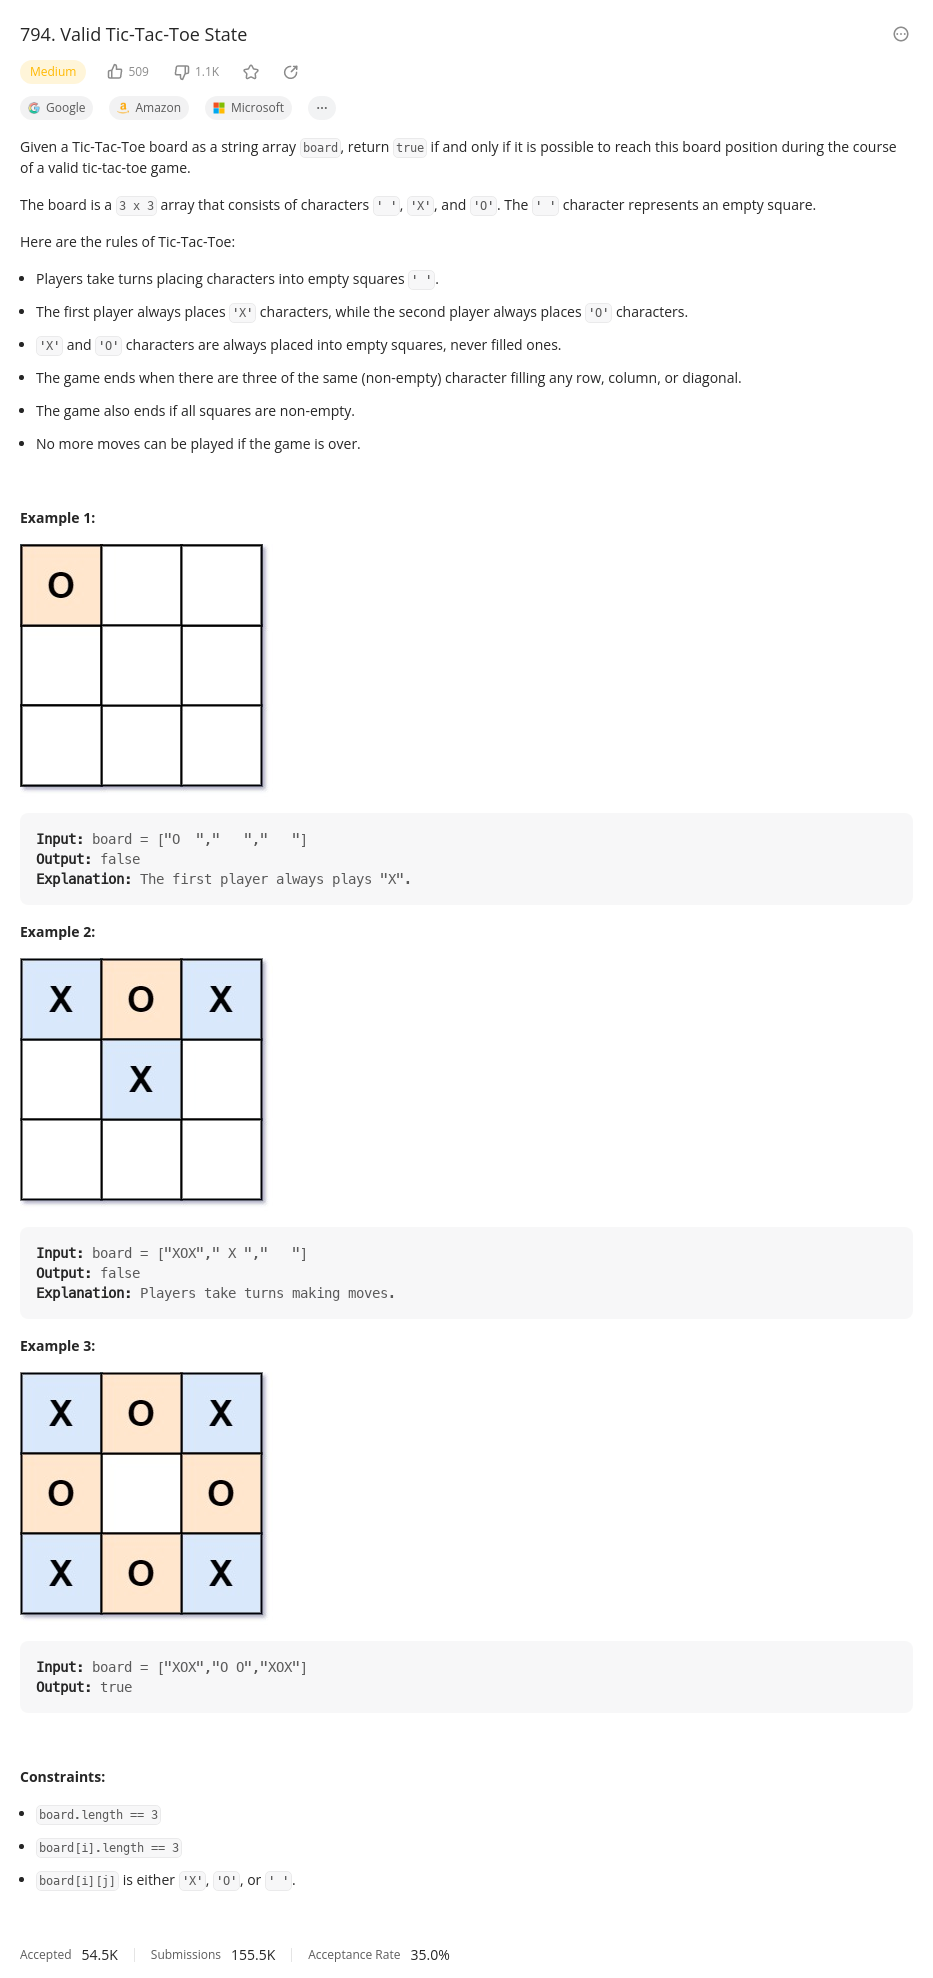 794. Valid Tic-Tac-Toe State
Medium 509 1.1K
Google Amazon Microsoft ...
Given a Tic-Tac-Toe board as a string array board, return true if and only if it is possible to reach this board position during the course
of a valid tic-tac-toe game.
The board is a 3 x 3 array that consists of characters ' ', 'X', and 'O'. The ' ' character represents an empty square.
Here are the rules of Tic-Tac-Toe:
• Players take turns placing characters into empty squares ' '.
• The first player always places 'X' characters, while the second player always places 'O' characters.
• 'X' and 'O' characters are always placed into empty squares, never filled ones.
• The game ends when there are three of the same (non-empty) character filling any row, column, or diagonal.
• The game also ends if all squares are non-empty.
• No more moves can be played if the game is over.
Example 1:
O
Input: board = ["O  ","   ","   "]
Output: false
Explanation: The first player always plays "X".
Example 2:
X O X
X
Input: board = ["XOX"," X ","   "]
Output: false
Explanation: Players take turns making moves.
Example 3:
X O X
O O
X O X
Input: board = ["XOX","O O","XOX"]
Output: true
Constraints:
• board.length == 3
• board[i].length == 3
• board[i][j] is either 'X', 'O', or ' '.
Accepted 54.5K Submissions 155.5K Acceptance Rate 35.0%